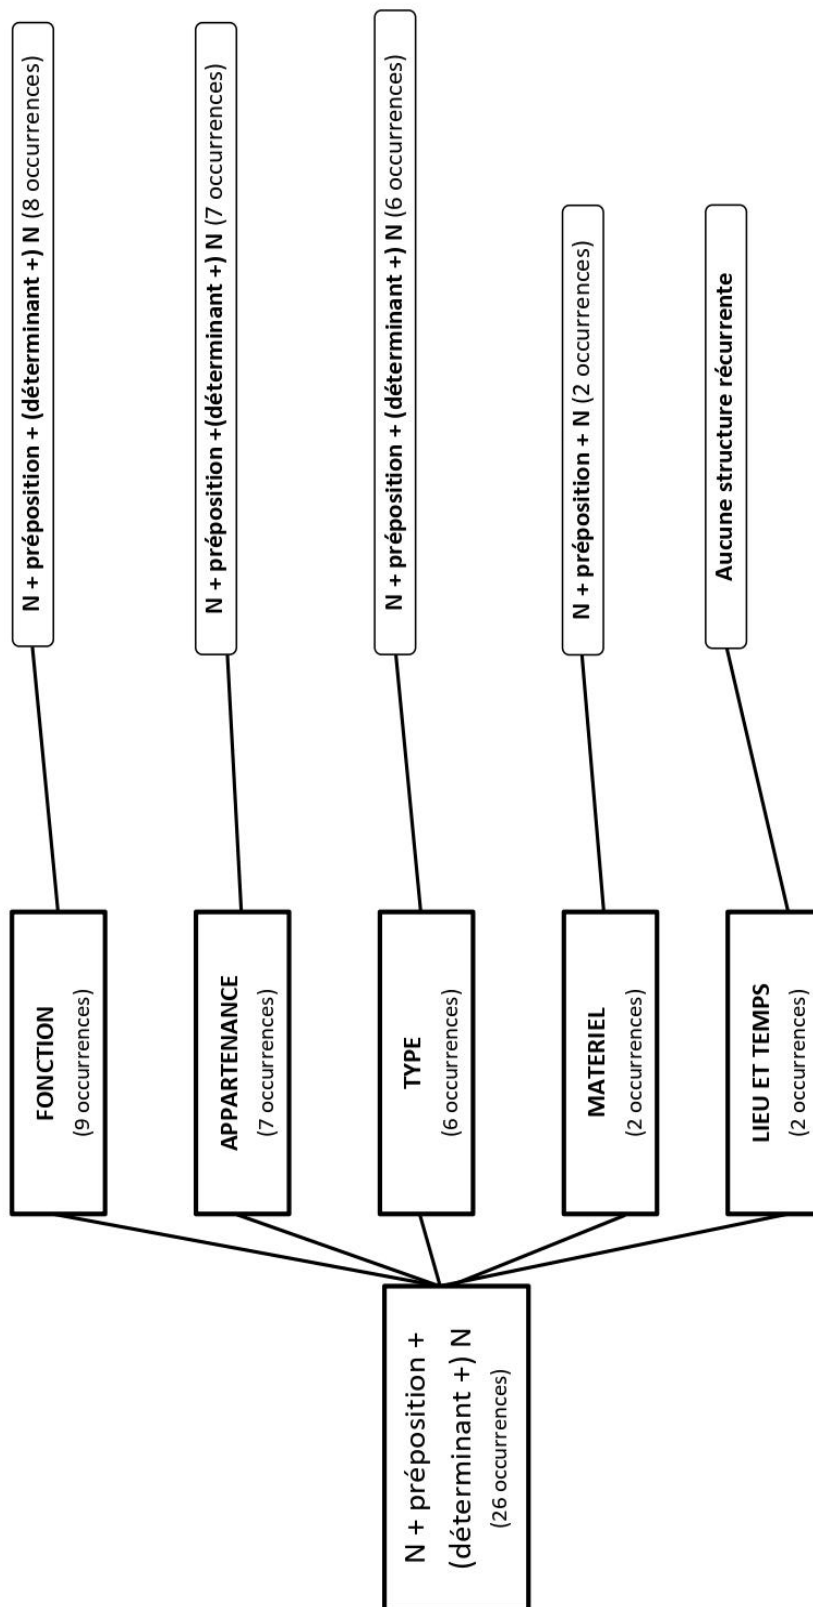 N + préposition +
(déterminant +) N
(26 occurrences)
FONCTION
(9 occurrences)
N + préposition + (déterminant +) N (8 occurrences)
APPARTENANCE
(7 occurrences)
N + préposition +(déterminant +) N (7 occurrences)
TYPE
(6 occurrences)
N + préposition + (déterminant +) N (6 occurrences)
MATERIEL
(2 occurrences)
N + préposition + N (2 occurrences)
LIEU ET TEMPS
(2 occurrences)
Aucune structure récurrente